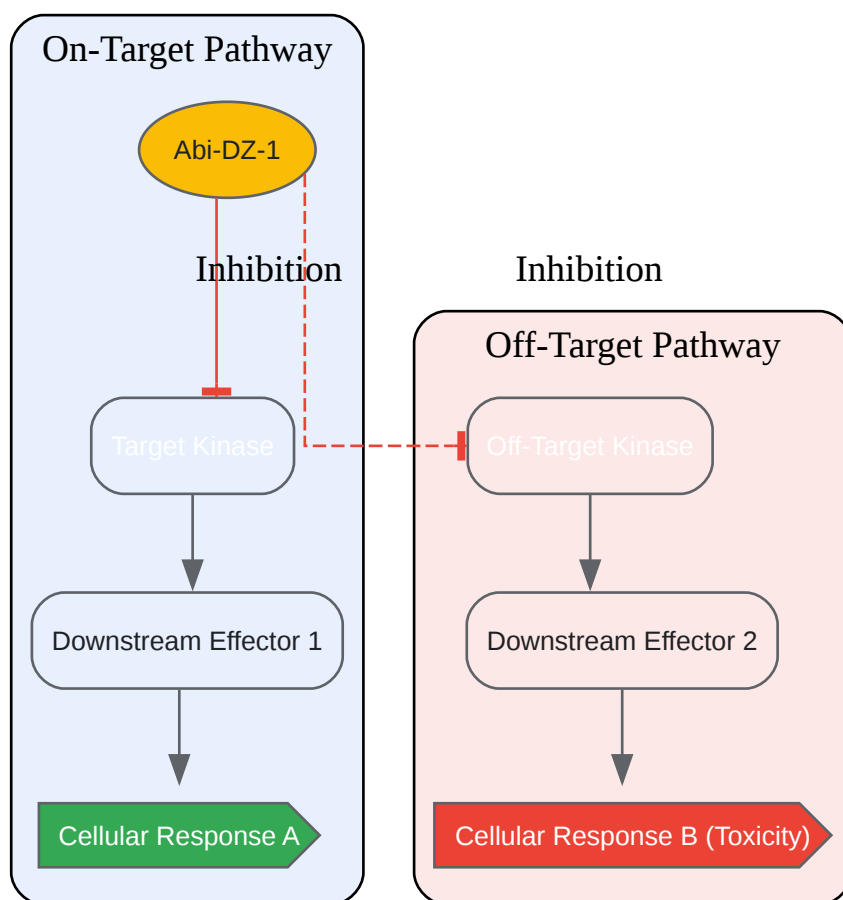 On-Target Pathway
Abi-DZ-1
Inhibition
Target Kinase
Downstream Effector 1
Cellular Response A
Inhibition
Off-Target Pathway
Off-Target Kinase
Downstream Effector 2
Cellular Response B (Toxicity)